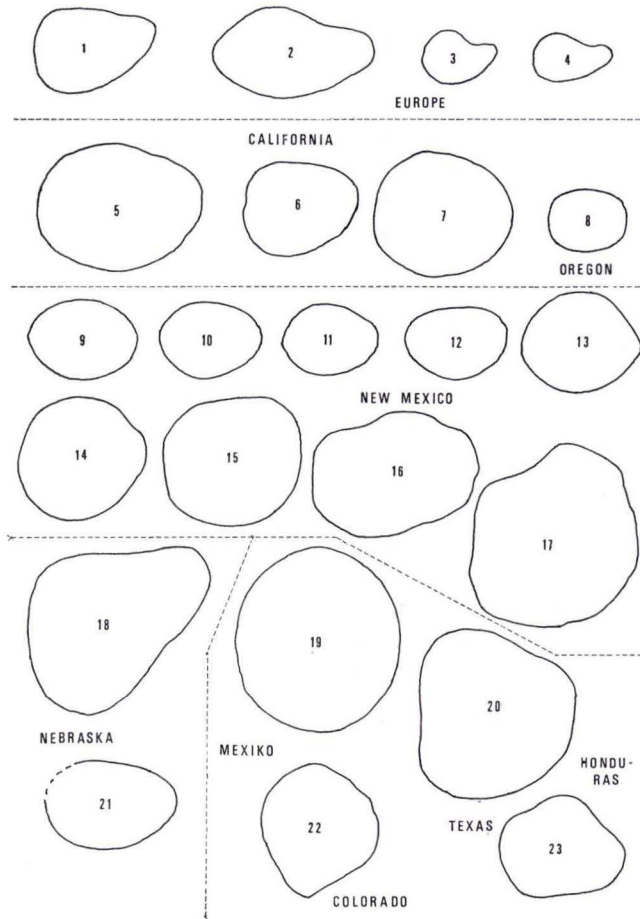 1 2 3 4
EUROPE
CALIFORNIA
5 6 7 8
OREGON
9 10 11 12 13
NEW MEXICO
14 15 16 17
18 19 20
NEBRASKA MEXIKO HONDU-
RAS
21 22 TEXAS 23
COLORADO